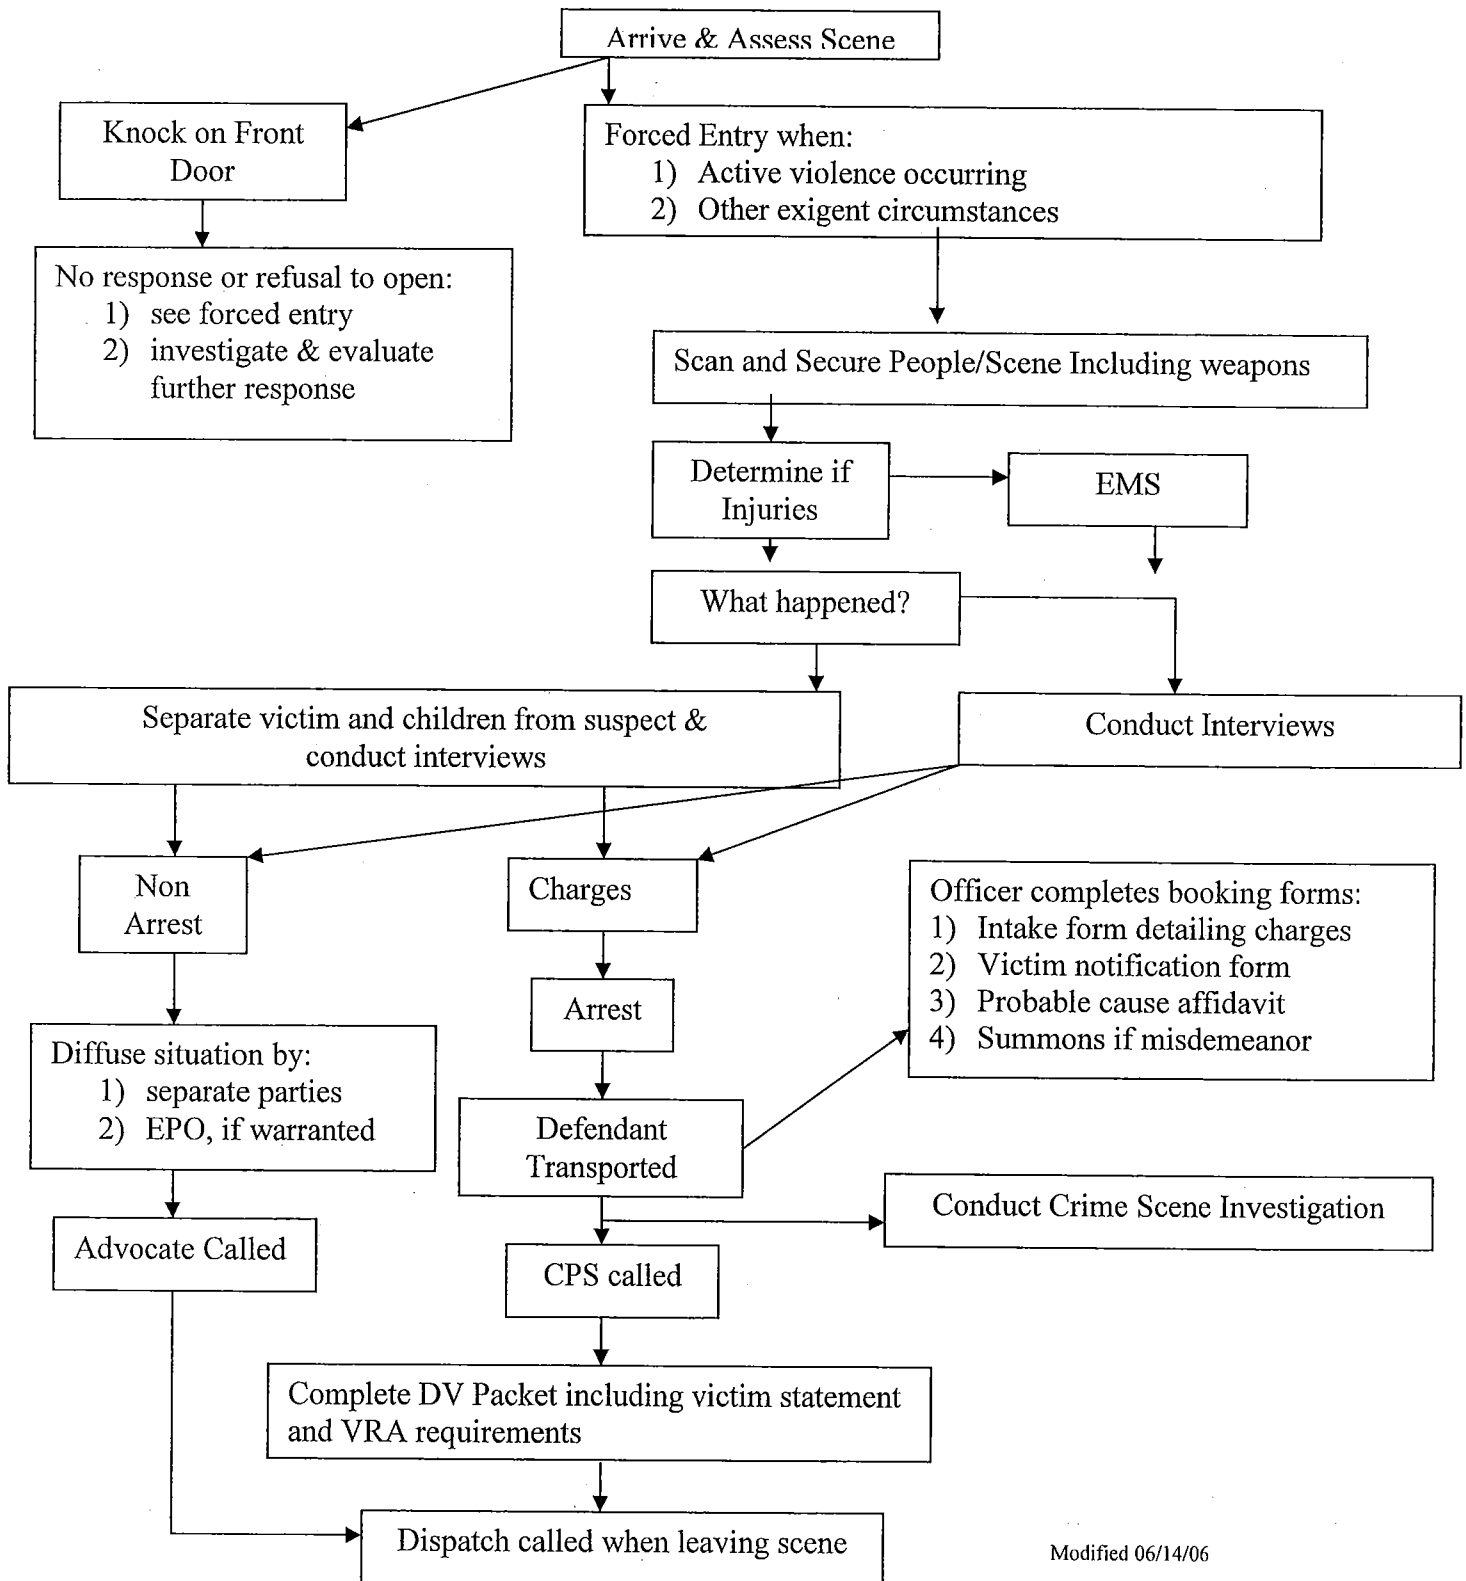 Arrive & Assess Scene
Knock on Front
Door
Forced Entry when:
1) Active violence occurring
2) Other exigent circumstances
No response or refusal to open:
1) see forced entry
2) investigate & evaluate
further response
Scan and Secure People/Scene Including weapons
Determine if
Injuries
EMS
What happened?
Separate victim and children from suspect &
conduct interviews
Conduct Interviews
Non
Arrest
Charges
Officer completes booking forms:
1) Intake form detailing charges
2) Victim notification form
3) Probable cause affidavit
4) Summons if misdemeanor
Arrest
Diffuse situation by:
1) separate parties
2) EPO, if warranted
Defendant
Transported
Conduct Crime Scene Investigation
Advocate Called
CPS called
Complete DV Packet including victim statement
and VRA requirements
Dispatch called when leaving scene
Modified 06/14/06